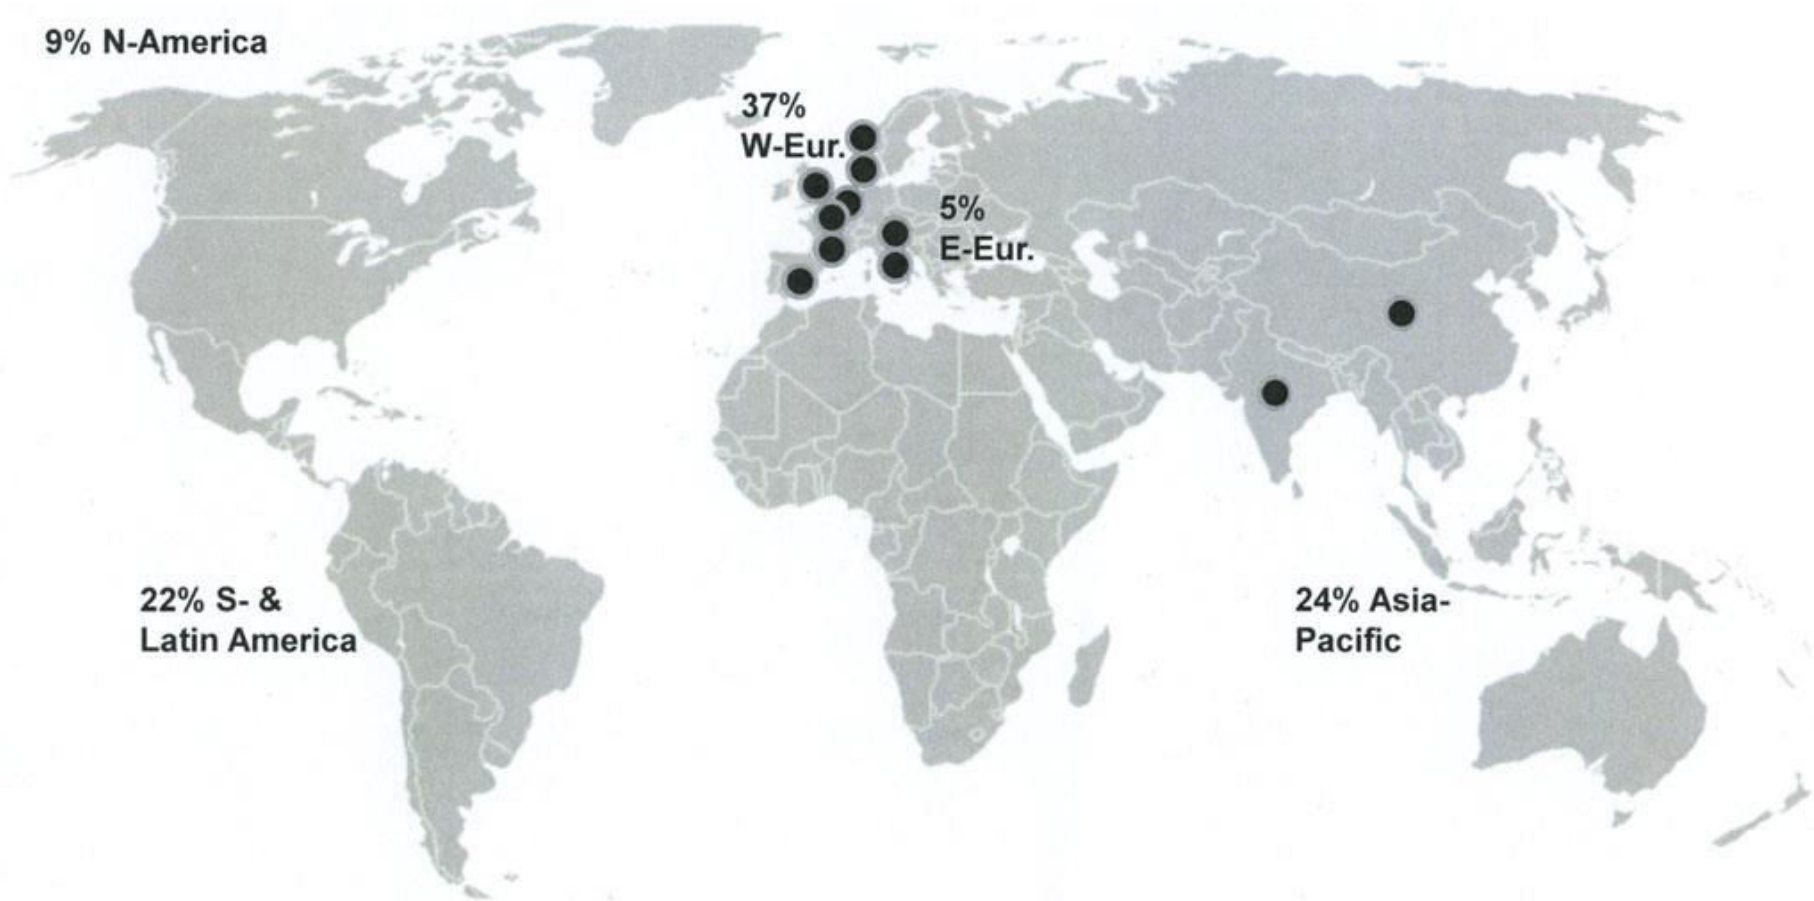 9% N-America
37%
W-Eur.
5%
E-Eur.
22% S- &
Latin America
24% Asia-
Pacific